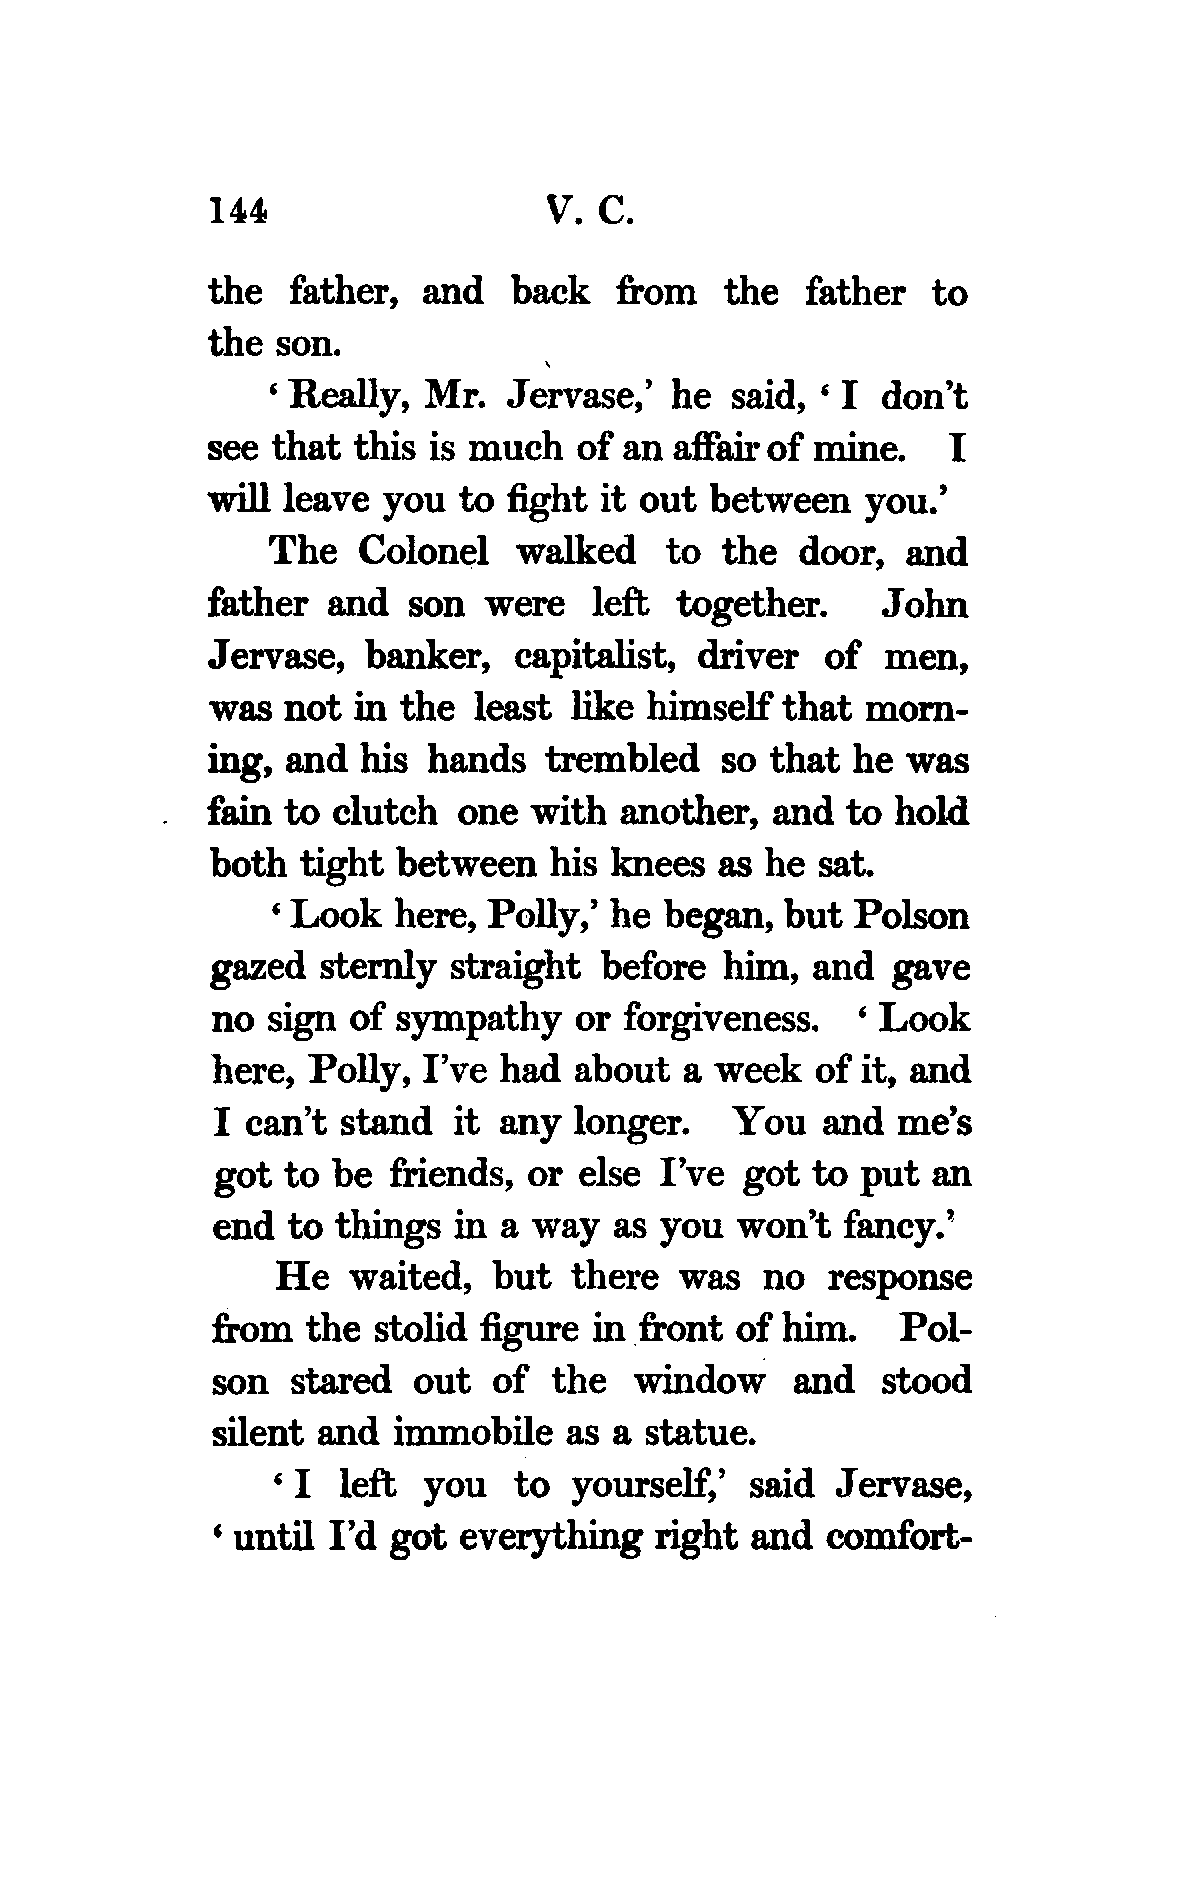 144 V. C.
the father, and back from the father to
the son.
‘ Really, Mr. Jervase,’ he said, ‘ I don’t
see that this is much of an affair of mine. I
will leave you to fight it out between you.’
The Colonel walked to the door, and
father and son were left together. John
Jervase, banker, capitalist, driver of men,
was not in the least like himself that morn-
ing, and his hands trembled so that he was
fain to clutch one with another, and to hold
both tight between his knees as he sat.
‘ Look here, Polly,’ he began, but Polson
gazed sternly straight before him, and gave
no sign of sympathy or forgiveness. ‘ Look
here, Polly, I’ve had about a week of it, and
I can’t stand it any longer. You and me’s
got to be friends, or else I’ve got to put an
end to things in a way as you won’t fancy.’
He waited, but there was no response
from the stolid figure in front of him. Pol-
son stared out of the window and stood
silent and immobile as a statue.
‘ I left you to yourself,’ said Jervase,
‘ until I’d got everything right and comfort-